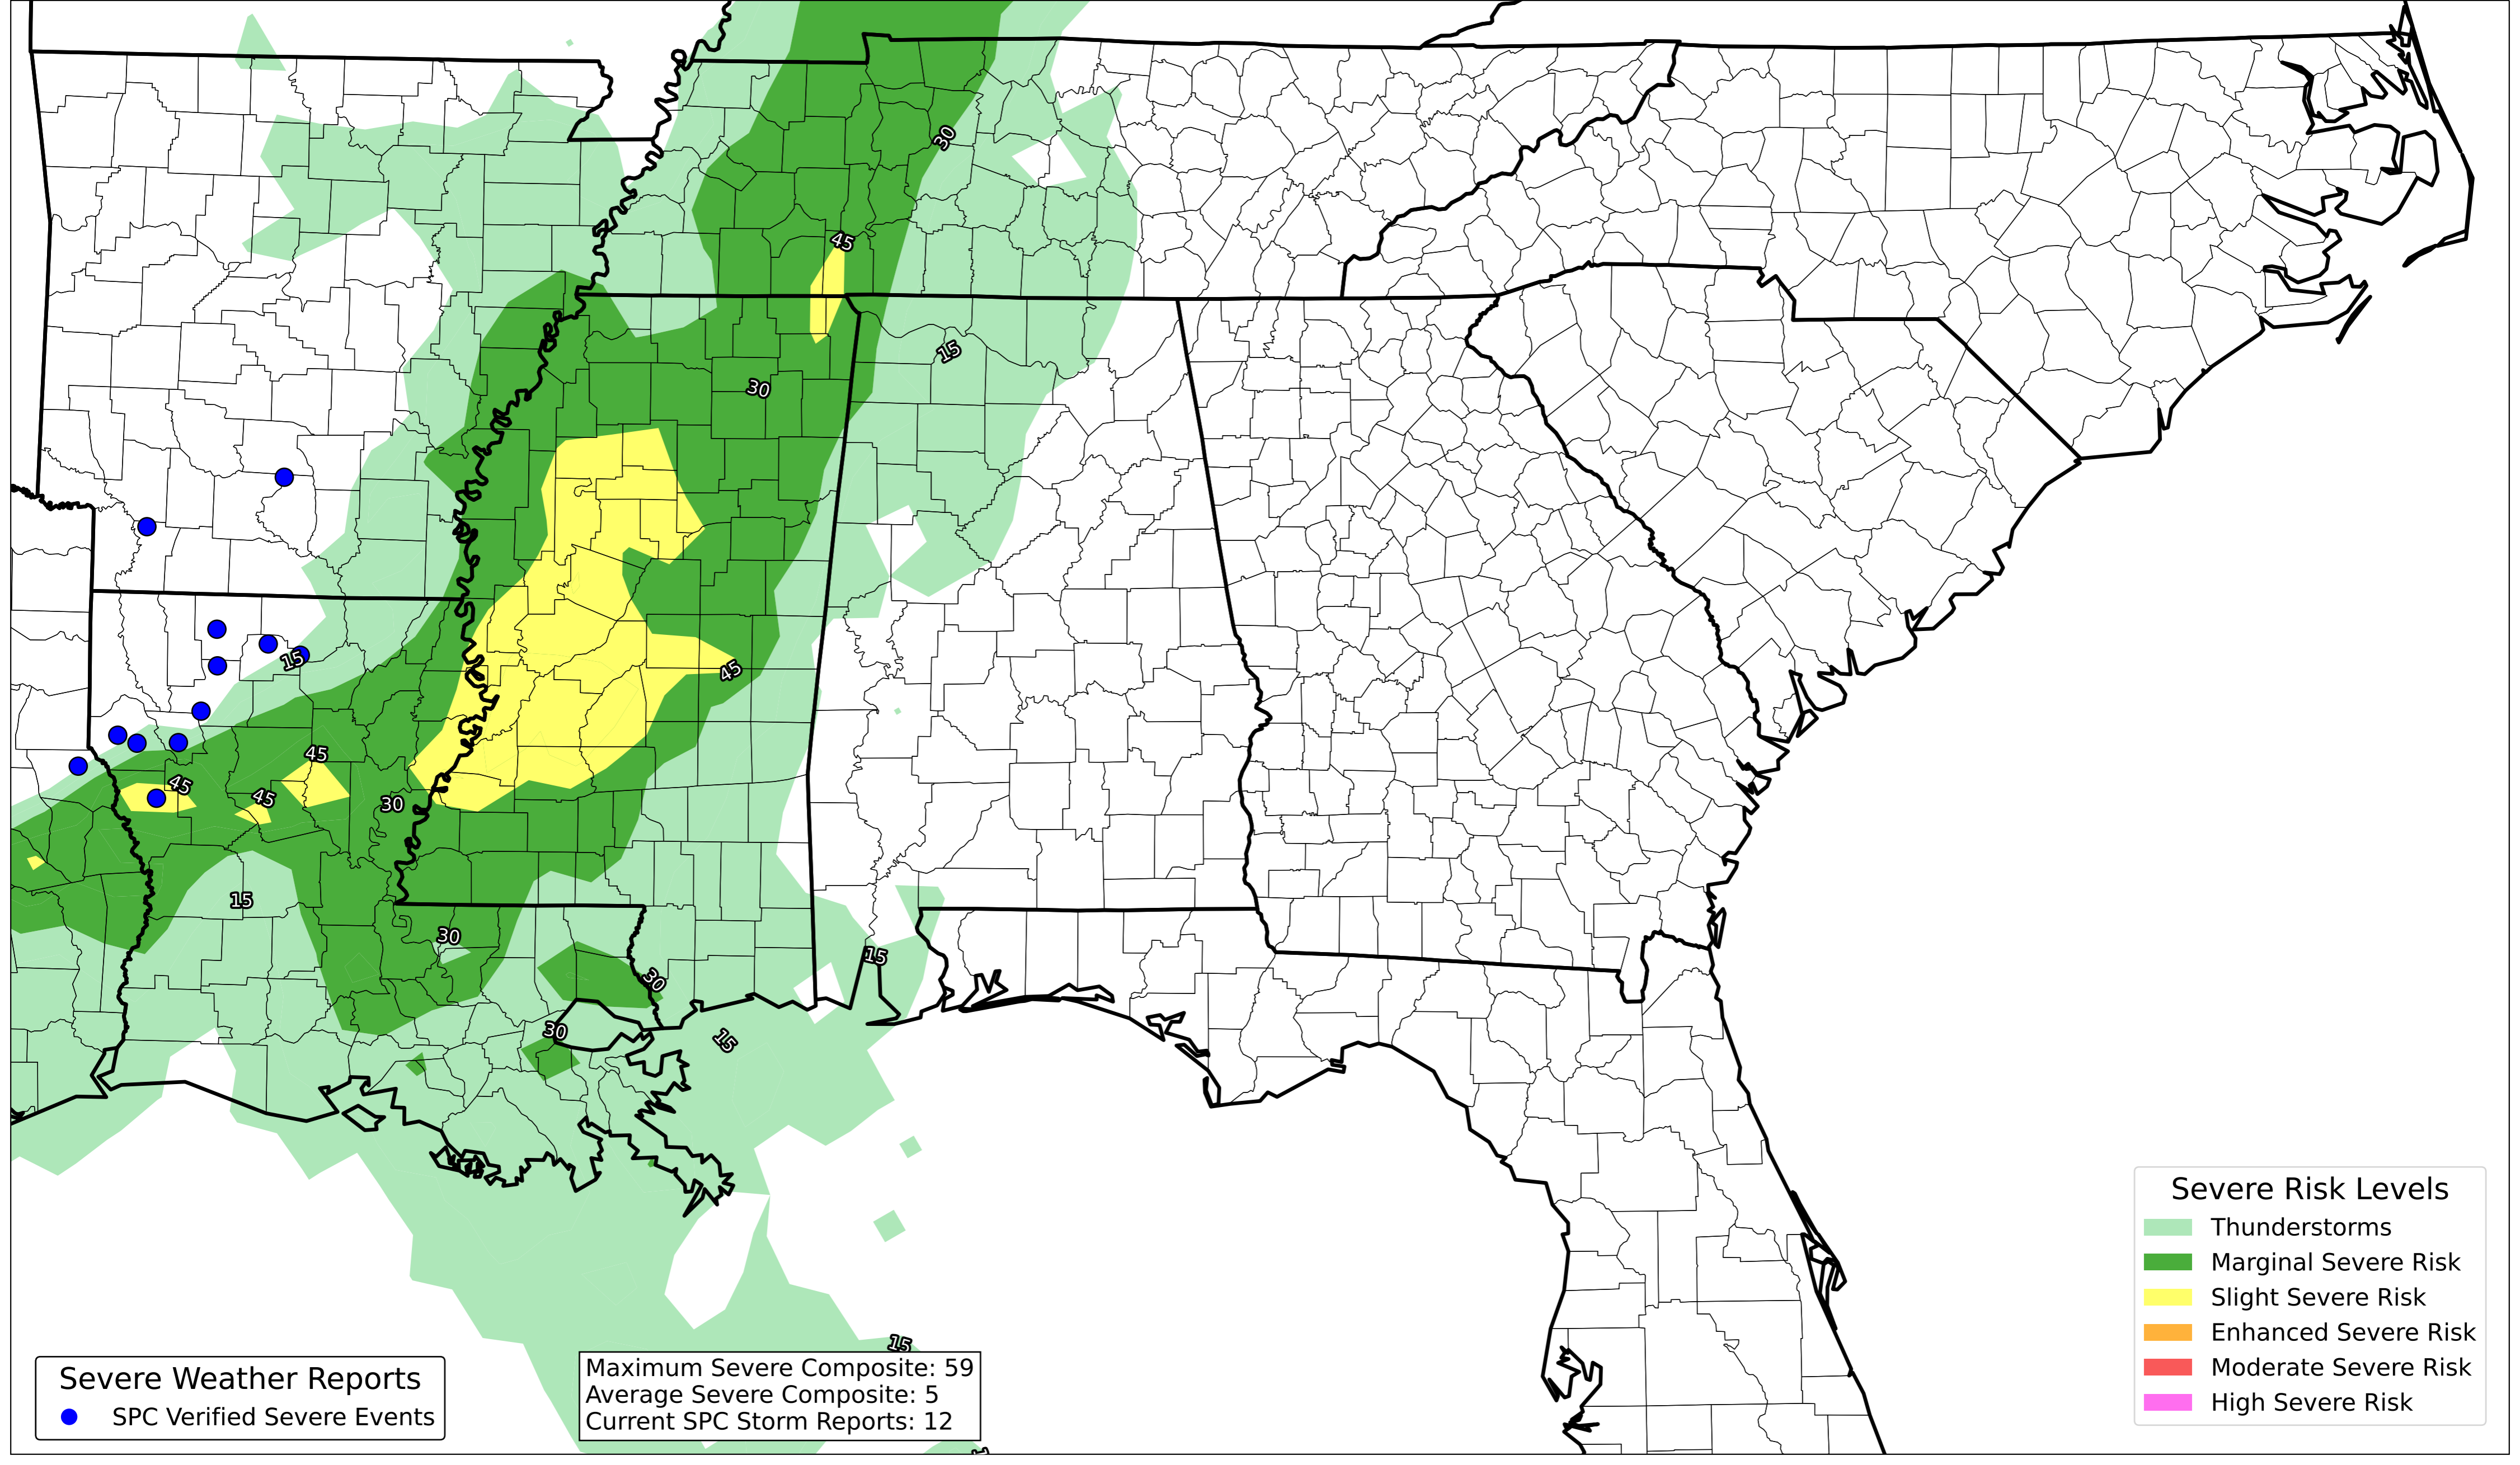 30
45
15
30
45
15
45
45
45
30
15
30
15
30
30
15
15
Severe Risk Levels
Thunderstorms
Marginal Severe Risk
Slight Severe Risk
Enhanced Severe Risk
Moderate Severe Risk
High Severe Risk
Severe Weather Reports
SPC Verified Severe Events
Maximum Severe Composite: 59
Average Severe Composite: 5
Current SPC Storm Reports: 12